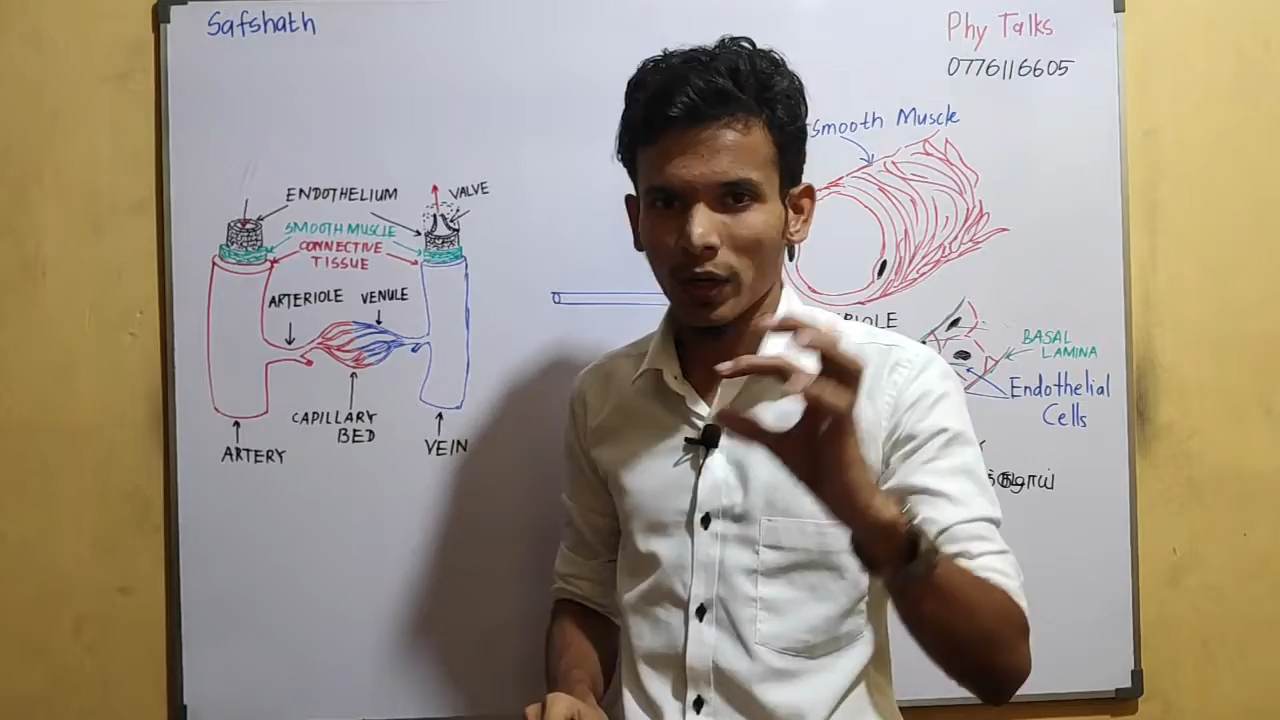 Safshath
Phy Talks
0776116605
ENDOTHELIUM
VALVE
SMOOTH MUSCLE
CONNECTIVE
TISSUE
ARTERIOLE
VENULE
CAPILLARY
BED
ARTERY
VEIN
Smooth Muscle
BASAL
LAMINA
Endothelial
Cells